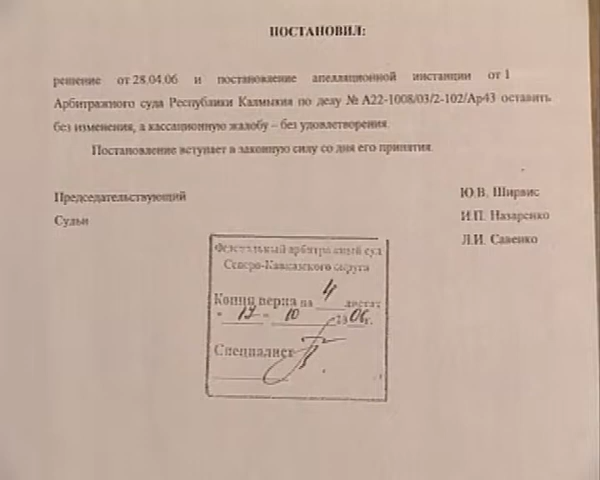 ПОСТАНОВИЛ:
решение от 28.04.06 и постановление апелляционной инстанции от 1
Арбитражного суда Республики Калмыкия по делу № А22-1008/03/2-102/Ар43 оставить
без изменения, а кассационную жалобу – без удовлетворения.
Постановление вступает в законную силу со дня его принятия.
Председательствующий Ю.В. Ширвис
Судьи И.П. Назаренко
Л.И. Савенко
Федеральный арбитражный суд
Северо-Кавказского округа
Копия верна на 4 листах
" 12 " 10 2006 г.
Специалист